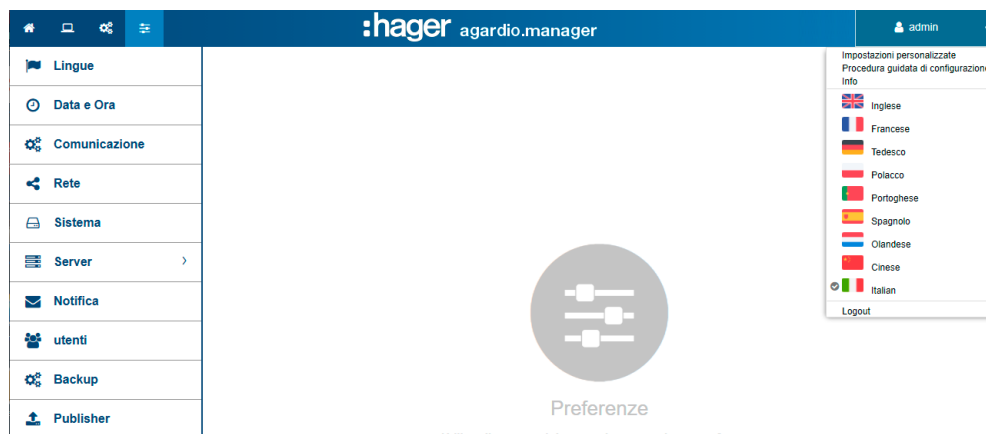 :hager agardio.manager
admin
Lingue
Data e Ora
Comunicazione
Rete
Sistema
Server
Notifica
utenti
Backup
Publisher
Impostazioni personalizzate
Procedura guidata di configurazione
Info
Inglese
Francese
Tedesco
Polacco
Portoghese
Spagnolo
Olandese
Cinese
Italian
Logout
Preferenze